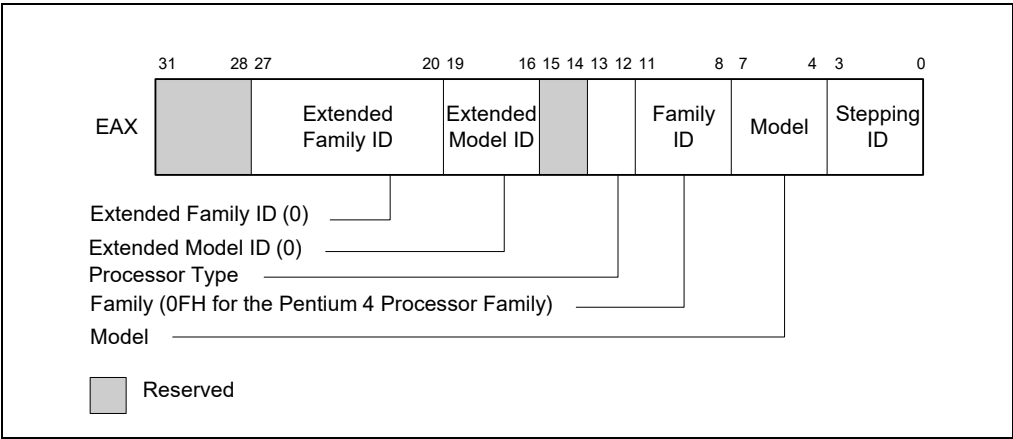 31 28 27 20 19 16 15 14 13 12 11 8 7 4 3 0
EAX
Extended
Family ID
Extended
Model ID
Family
ID
Model
Stepping
ID
Extended Family ID (0)
Extended Model ID (0)
Processor Type
Family (0FH for the Pentium 4 Processor Family)
Model
Reserved